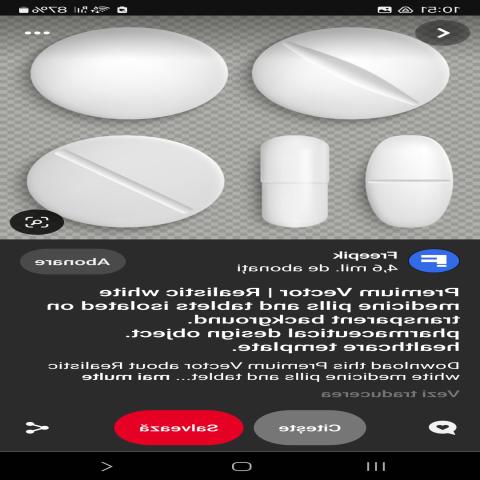 10:51 87%
Freepik
4,6 mil. de abonați
Abonare
Premium Vector | Realistic white
medicine pills and tablets isolated on
transparent background.
pharmaceutical design object.
healthcare template.
Download this Premium Vector about Realistic
white medicine pills and tablet... mai multe
Vezi traducerea
Citește
Salvează